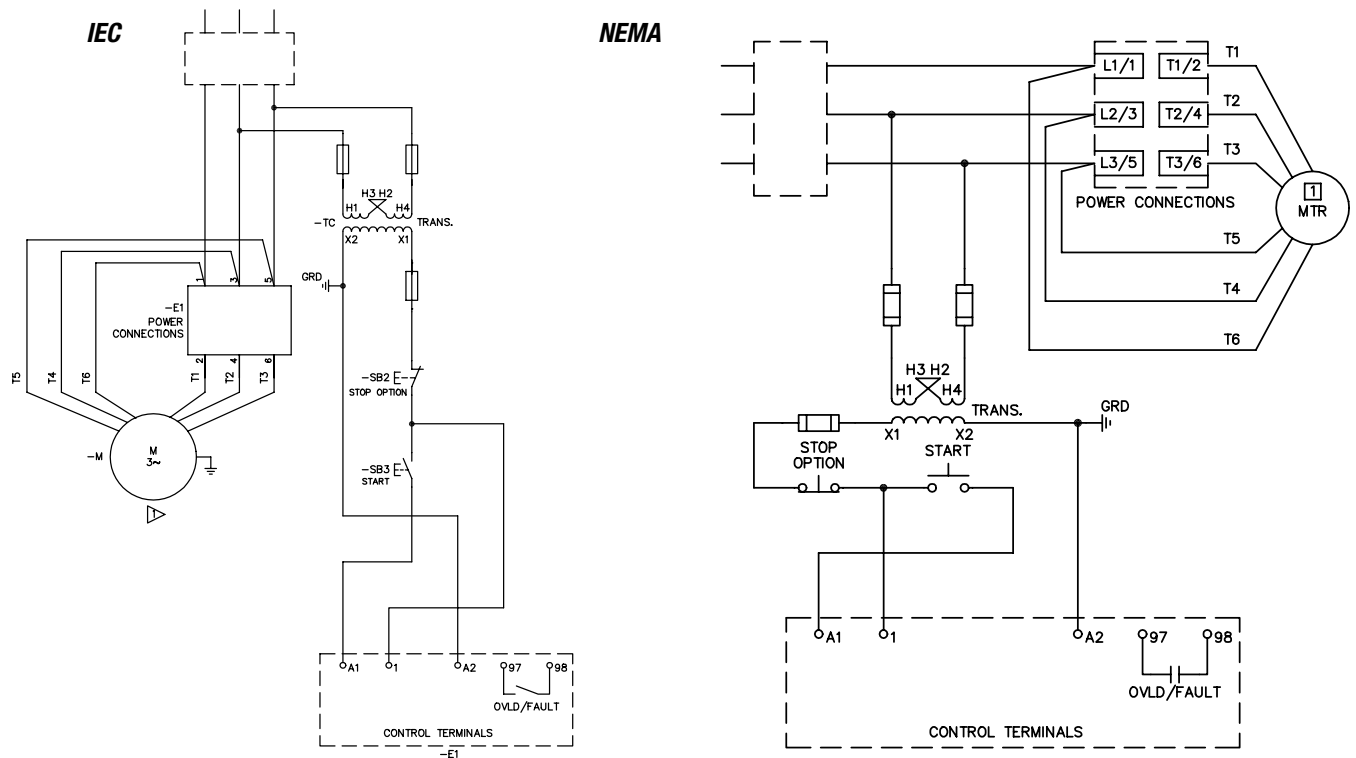 IEC
H3 H2
H1
H4
-TC
TRANS.
X2
X1
GRD
1
3
5
-E1
POWER
CONNECTIONS
2
4
6
T5
T4
T6
T1
T2
T3
-SB2
STOP OPTION
-M
M
3~
1
-SB3
START
A1
1
A2
97
98
OVLD/FAULT
CONTROL TERMINALS
-E1
NEMA
L1/1
T1/2
T1
L2/3
T2/4
T2
L3/5
T3/6
T3
POWER CONNECTIONS
1
MTR
T5
T4
T6
H3 H2
H1
H4
TRANS.
GRD
X1
X2
STOP
OPTION
START
A1
1
A2
97
98
OVLD/FAULT
CONTROL TERMINALS